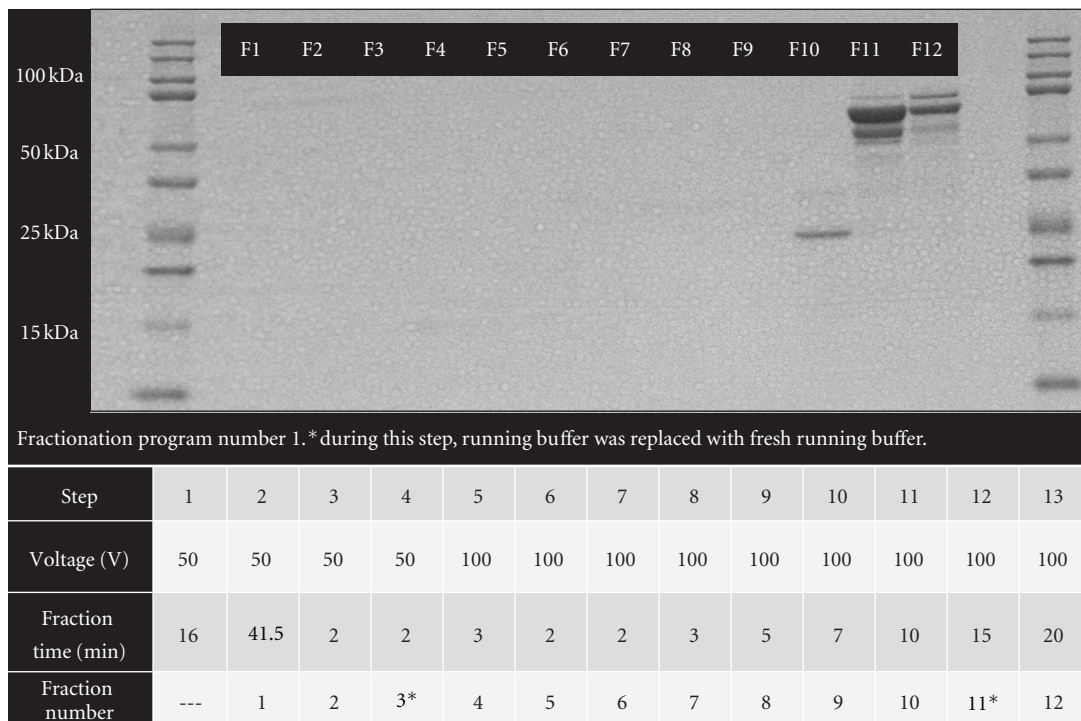 F1 F2 F3 F4 F5 F6 F7 F8 F9 F10 F11 F12
100 kDa
50 kDa
25 kDa
15 kDa
Fractionation program number 1.* during this step, running buffer was replaced with fresh running buffer.
Step 1 2 3 4 5 6 7 8 9 10 11 12 13
Voltage (V) 50 50 50 50 100 100 100 100 100 100 100 100 100
Fraction
time (min) 16 41.5 2 2 3 2 2 3 5 7 10 15 20
Fraction
number --- 1 2 3* 4 5 6 7 8 9 10 11* 12